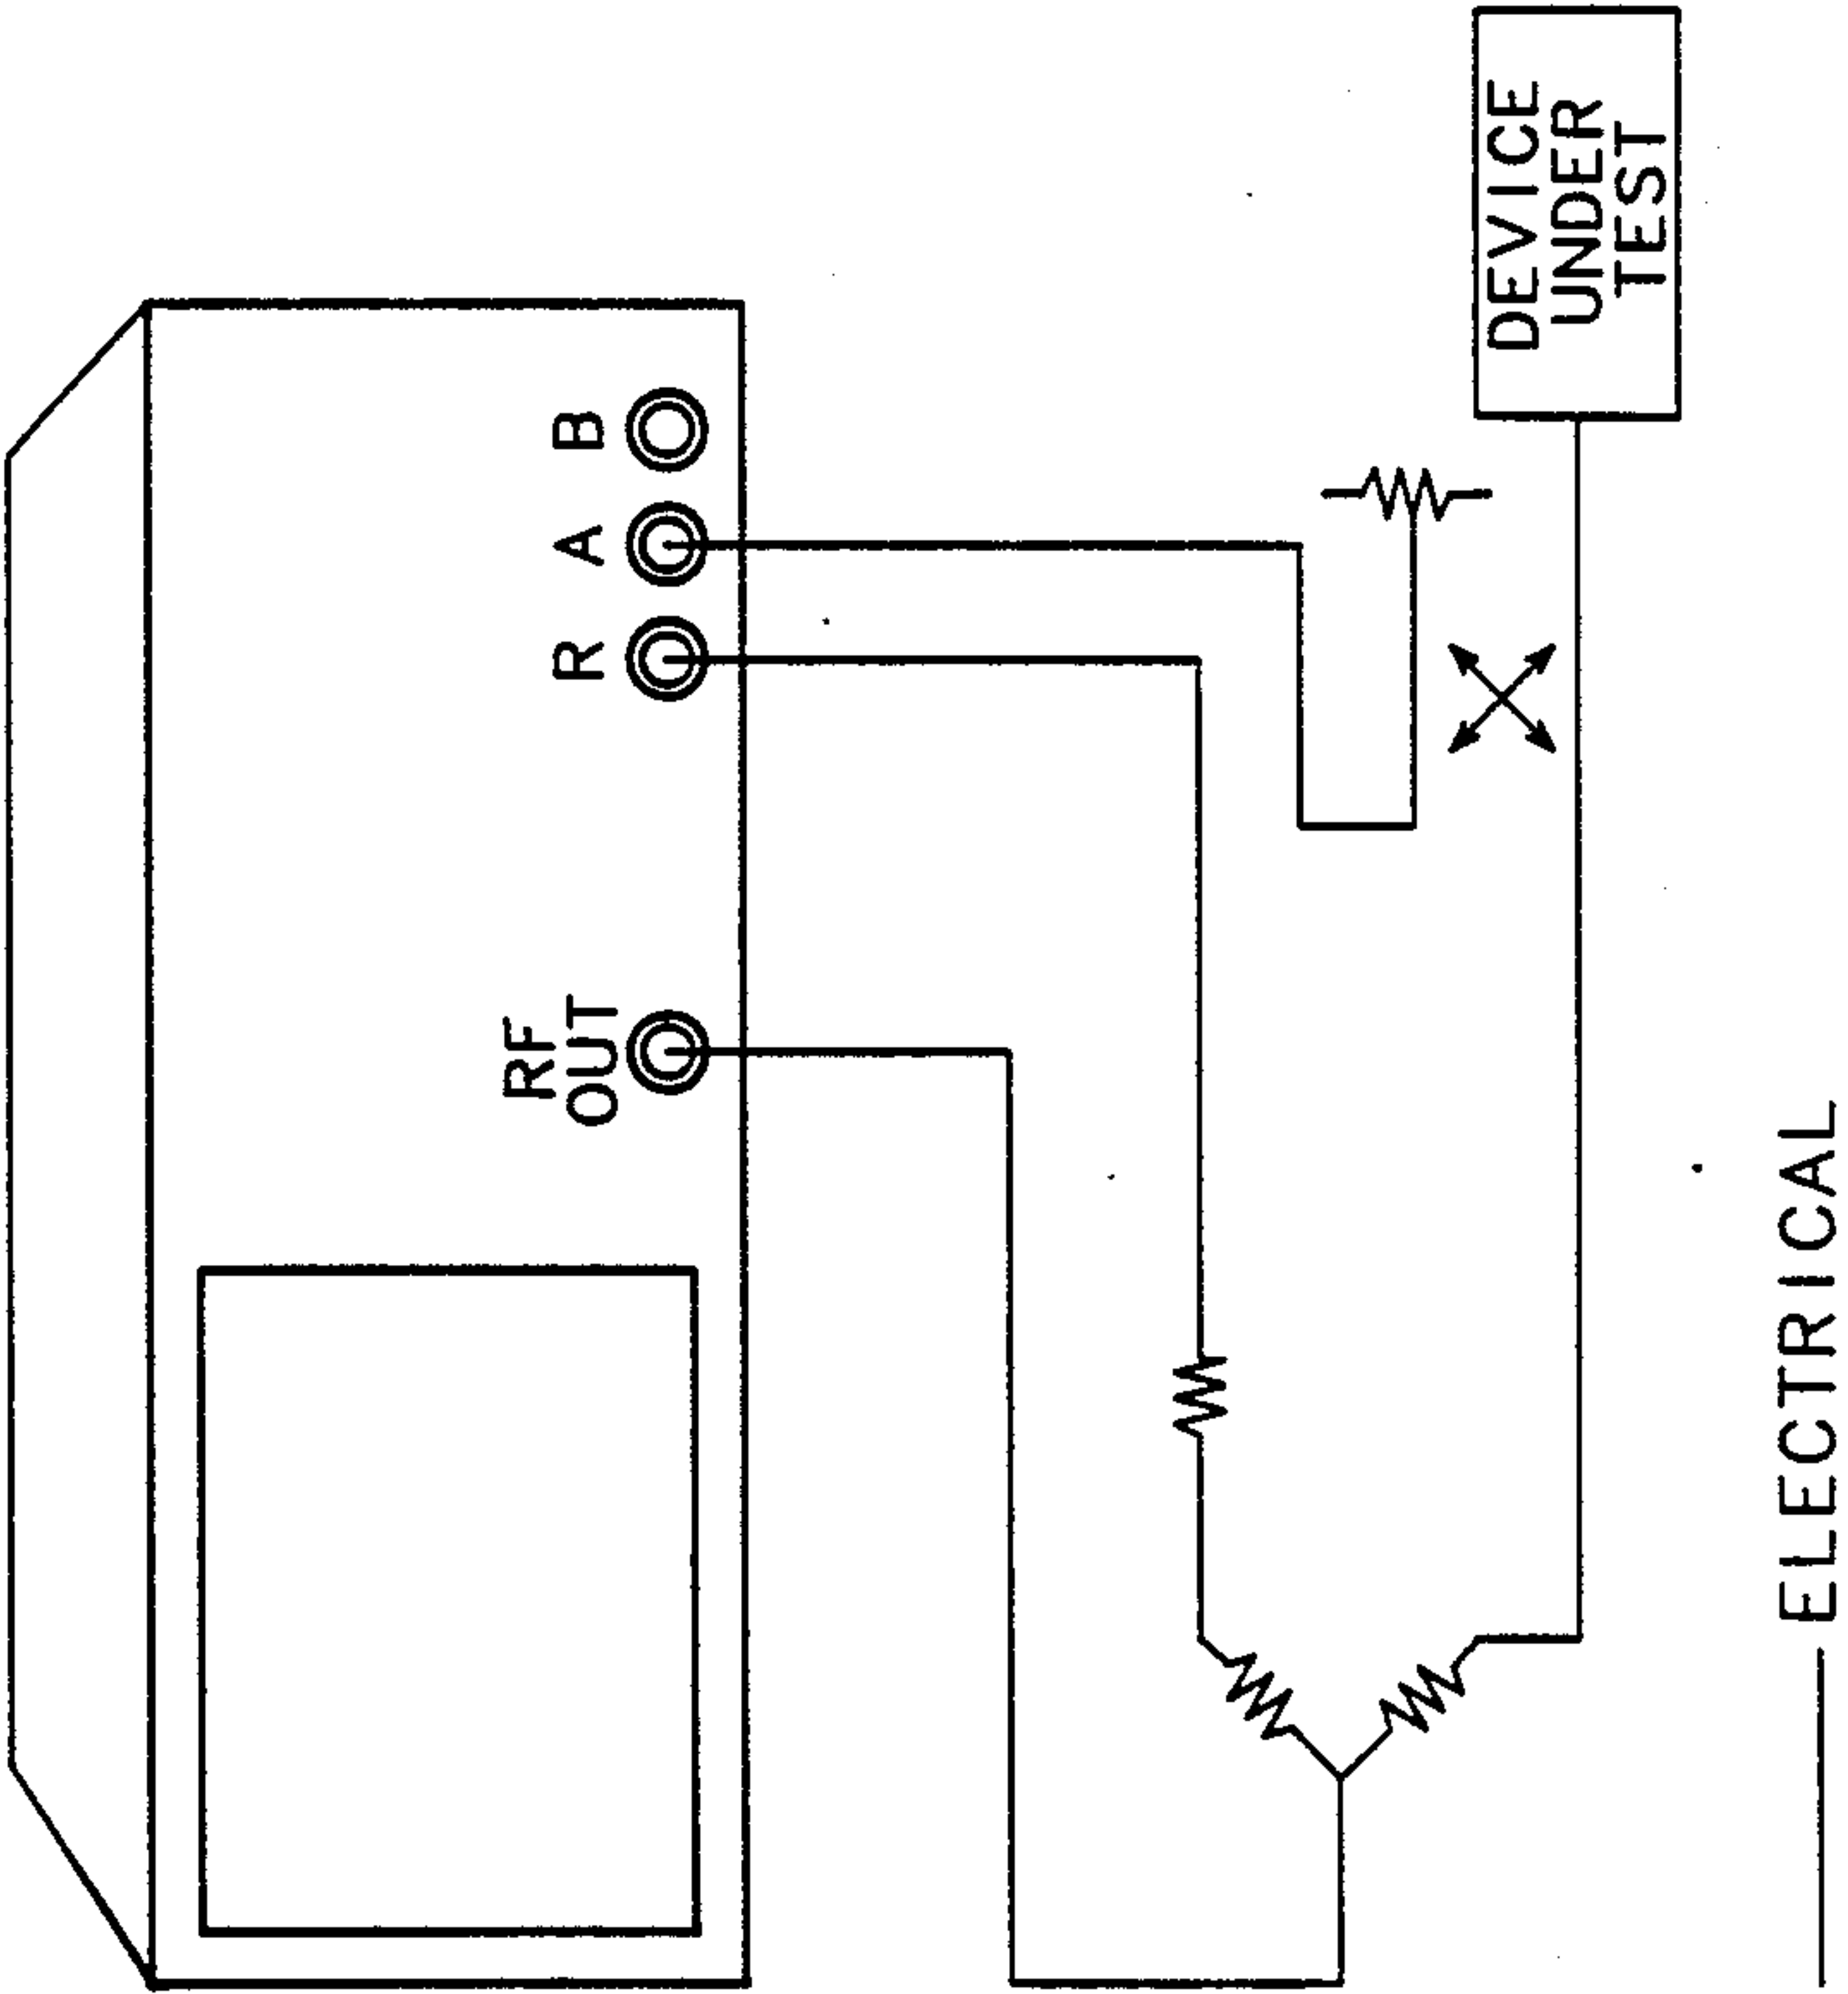 RF
OUT
R
A
B
DEVICE
UNDER
TEST
ELECTRICAL